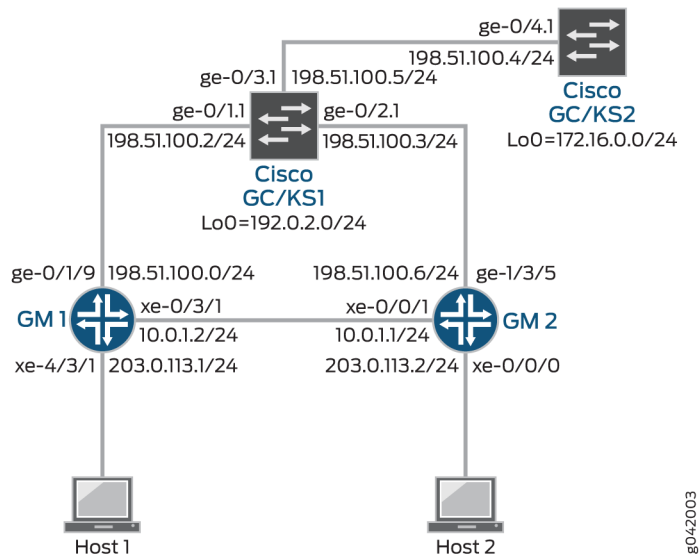 ge-0/4.1
198.51.100.4/24
Cisco
GC/KS2
Lo0=172.16.0.0/24
ge-0/3.1 198.51.100.5/24
ge-0/1.1 ge-0/2.1
198.51.100.2/24 198.51.100.3/24
Cisco
GC/KS1
Lo0=192.0.2.0/24
ge-0/1/9 198.51.100.0/24 198.51.100.6/24 ge-1/3/5
GM 1 xe-0/3/1 xe-0/0/1 GM 2
10.0.1.2/24 10.0.1.1/24
xe-4/3/1 203.0.113.1/24 203.0.113.2/24 xe-0/0/0
Host 1 Host 2
g042003